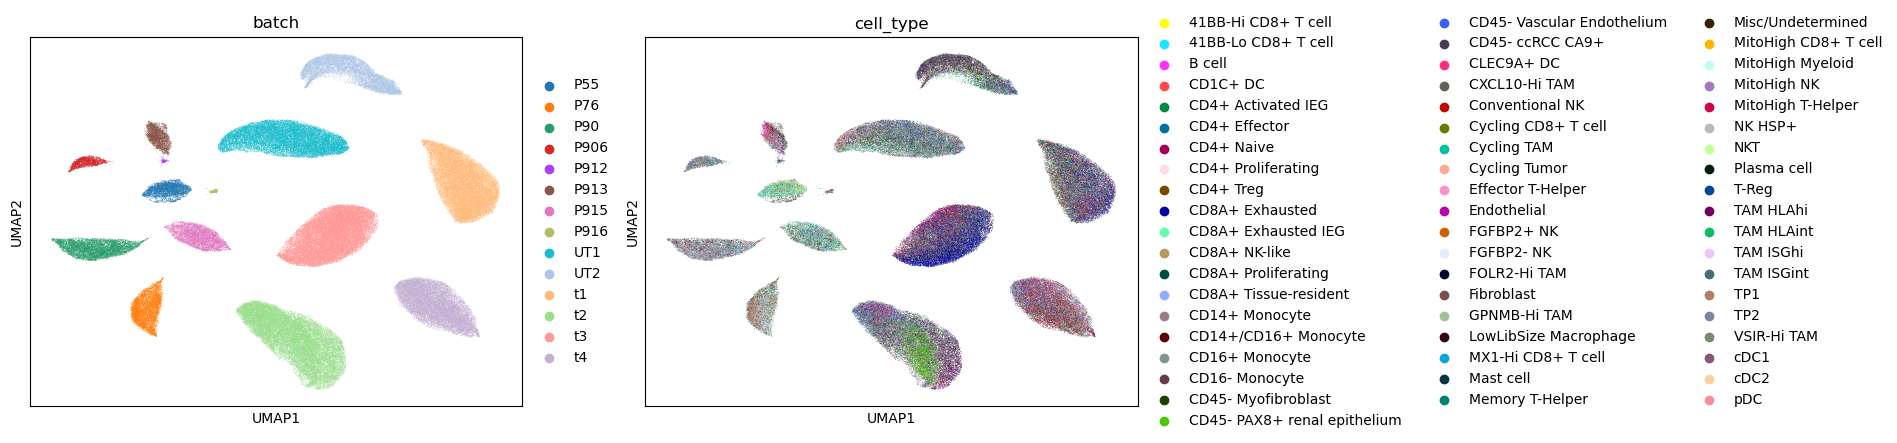 batch
UMAP2
UMAP1
P55
P76
P90
P906
P912
P913
P915
P916
UT1
UT2
t1
t2
t3
t4
cell_type
UMAP2
UMAP1
41BB-Hi CD8+ T cell
41BB-Lo CD8+ T cell
B cell
CD1C+ DC
CD4+ Activated IEG
CD4+ Effector
CD4+ Naive
CD4+ Proliferating
CD4+ Treg
CD8A+ Exhausted
CD8A+ Exhausted IEG
CD8A+ NK-like
CD8A+ Proliferating
CD8A+ Tissue-resident
CD14+ Monocyte
CD14+/CD16+ Monocyte
CD16+ Monocyte
CD16- Monocyte
CD45- Myofibroblast
CD45- PAX8+ renal epithelium
CD45- Vascular Endothelium
CD45- ccRCC CA9+
CLEC9A+ DC
CXCL10-Hi TAM
Conventional NK
Cycling CD8+ T cell
Cycling TAM
Cycling Tumor
Effector T-Helper
Endothelial
FGFBP2+ NK
FGFBP2- NK
FOLR2-Hi TAM
Fibroblast
GPNMB-Hi TAM
LowLibSize Macrophage
MX1-Hi CD8+ T cell
Mast cell
Memory T-Helper
Misc/Undetermined
MitoHigh CD8+ T cell
MitoHigh Myeloid
MitoHigh NK
MitoHigh T-Helper
NK HSP+
NKT
Plasma cell
T-Reg
TAM HLAhi
TAM HLAint
TAM ISGhi
TAM ISGint
TP1
TP2
VSIR-Hi TAM
cDC1
cDC2
pDC